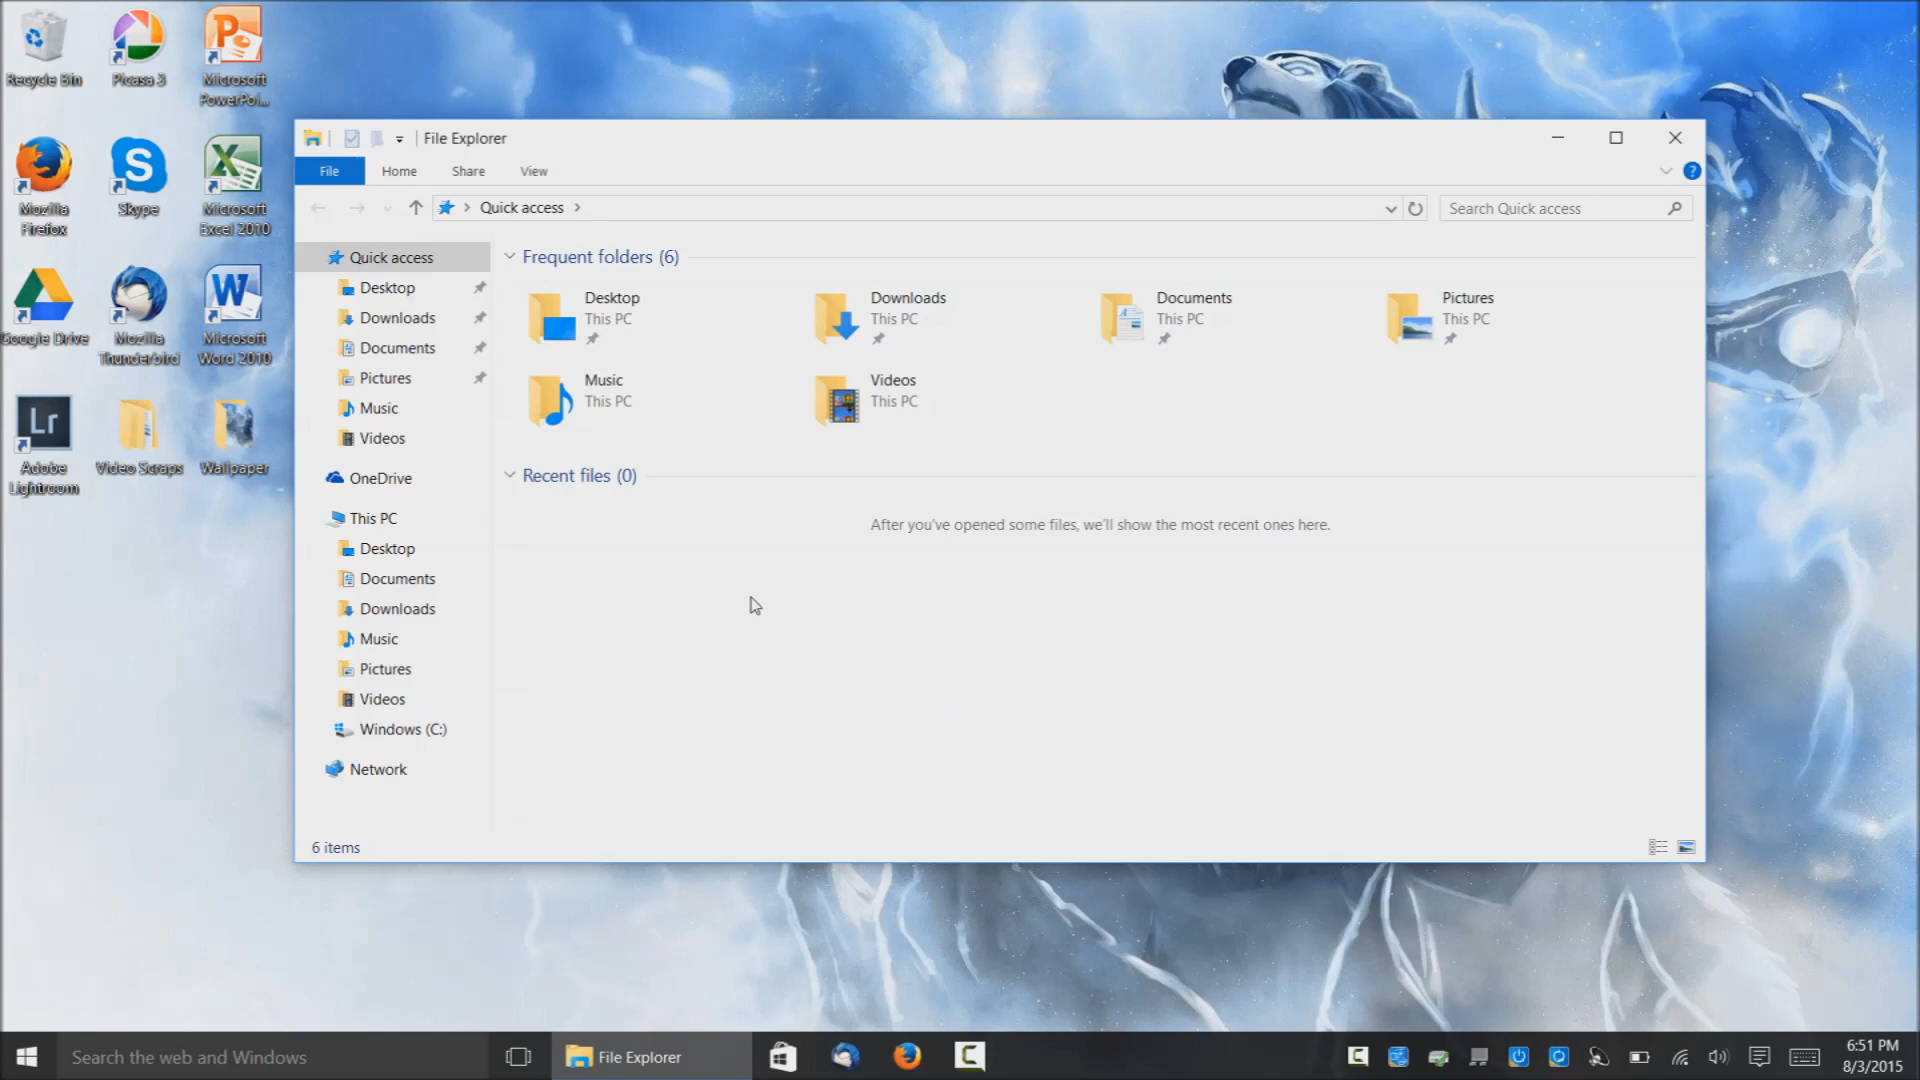 Recycle Bin
Picasa 3
Microsoft
PowerPoi...
Mozilla
Firefox
Skype
Microsoft
Excel 2010
Google Drive
Mozilla
Thunderbird
Microsoft
Word 2010
Lr
Adobe
Lightroom
Video Scraps
Wallpaper
File Explorer
File
Home
Share
View
Quick access
Search Quick access
Quick access
Desktop
Downloads
Documents
Pictures
Music
Videos
OneDrive
This PC
Desktop
Documents
Downloads
Music
Pictures
Videos
Windows (C:)
Network
Frequent folders (6)
Desktop
This PC
Downloads
This PC
Documents
This PC
Pictures
This PC
Music
This PC
Videos
This PC
Recent files (0)
After you've opened some files, we'll show the most recent ones here.
6 items
Search the web and Windows
File Explorer
6:51 PM
8/3/2015